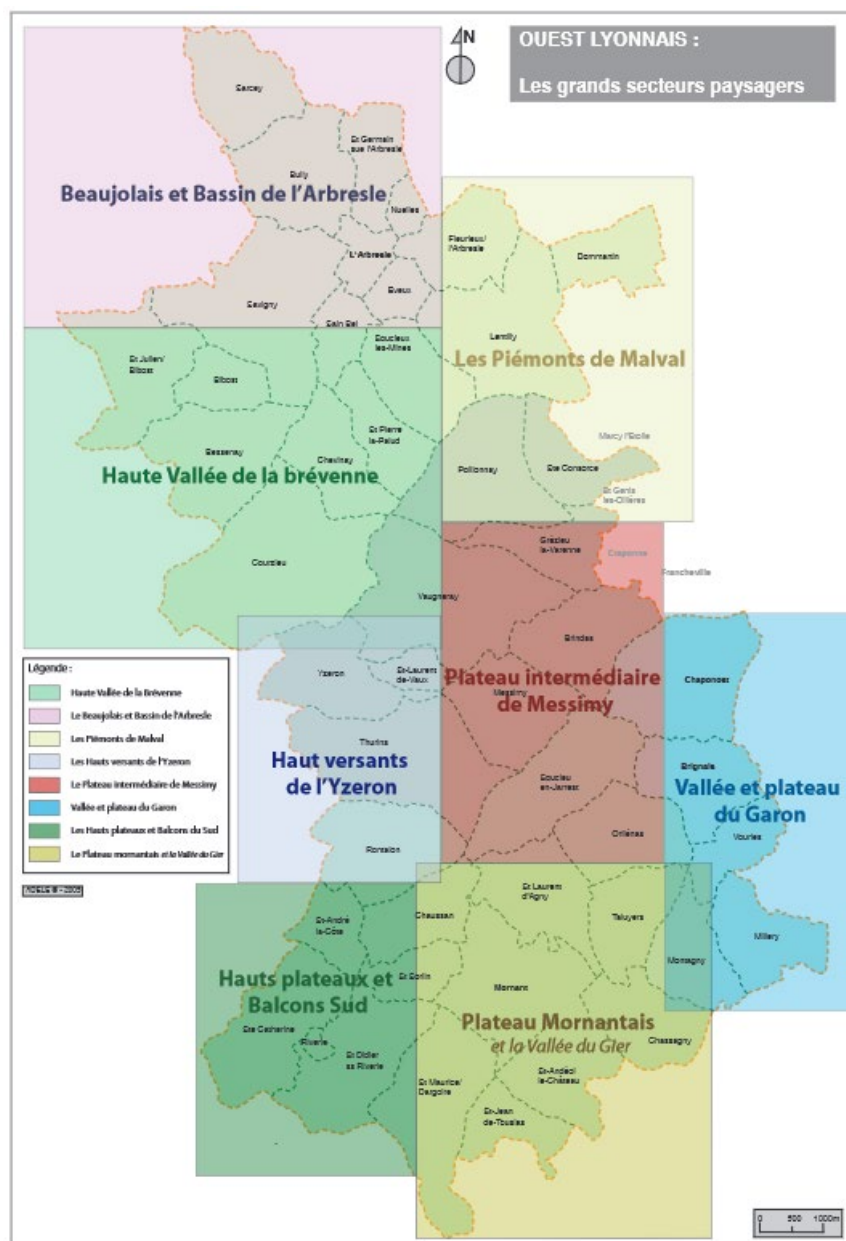 N
OUEST LYONNAIS :
Les grands secteurs paysagers
Sarcey
St Germain
sue l'Arbresle
Bully
Beaujolais et Bassin de l'Arbresle
Nuelles
L'Arbresle
Fleurieux/
l'Arbresle
Dommartin
Eveux
Savigny
Sain Bel
Lentilly
Les Piémonts de Malval
Sourcieux
les-Mines
St Julien/
Bibost
Bibost
St Pierre
la-Palud
Bessenay
Chevinay
Haute Vallée de la brévenne
Marcy l'Etoile
Pollionnay
Ste Consorce
St Genis
les-Ollières
Courzieu
Grézieu
la-Varenne
Craponne
Francheville
Vaugneray
Brindas
Yzeron
St-Laurent
de-Vaux
Messimy
Plateau intermédiaire
de Messimy
Chaponost
Thurins
Haut versants
de l'Yzeron
Brignais
Vallée et plateau
du Garon
Soucieu
en-Jarrest
Orliénas
Vourles
Rontalon
Légende :
Haute Vallée de la Brévenne
Le Beaujolais et Bassin de l'Arbresle
Les Piémonts de Malval
Les Hauts versants de l'Yzeron
Le Plateau intermédiaire de Messimy
Vallée et plateau du Garon
Les Hauts plateaux et Balcons du Sud
Le Plateau mornantais et la Vallée du Gier
St-André
la-Côte
Chaussan
St Laurent
d'Agny
Taluyers
Millery
Montagny
Hauts plateaux et
Balcons Sud
St Sorlin
Mornant
Plateau Mornantais
et la Vallée du Gier
Chassagny
Ste Catherine
Riverie
St Didier
ss Riverie
St Maurice/
Dargoire
St-Andéol
le-Château
St-Jean
de-Touslas
0 500 1000m